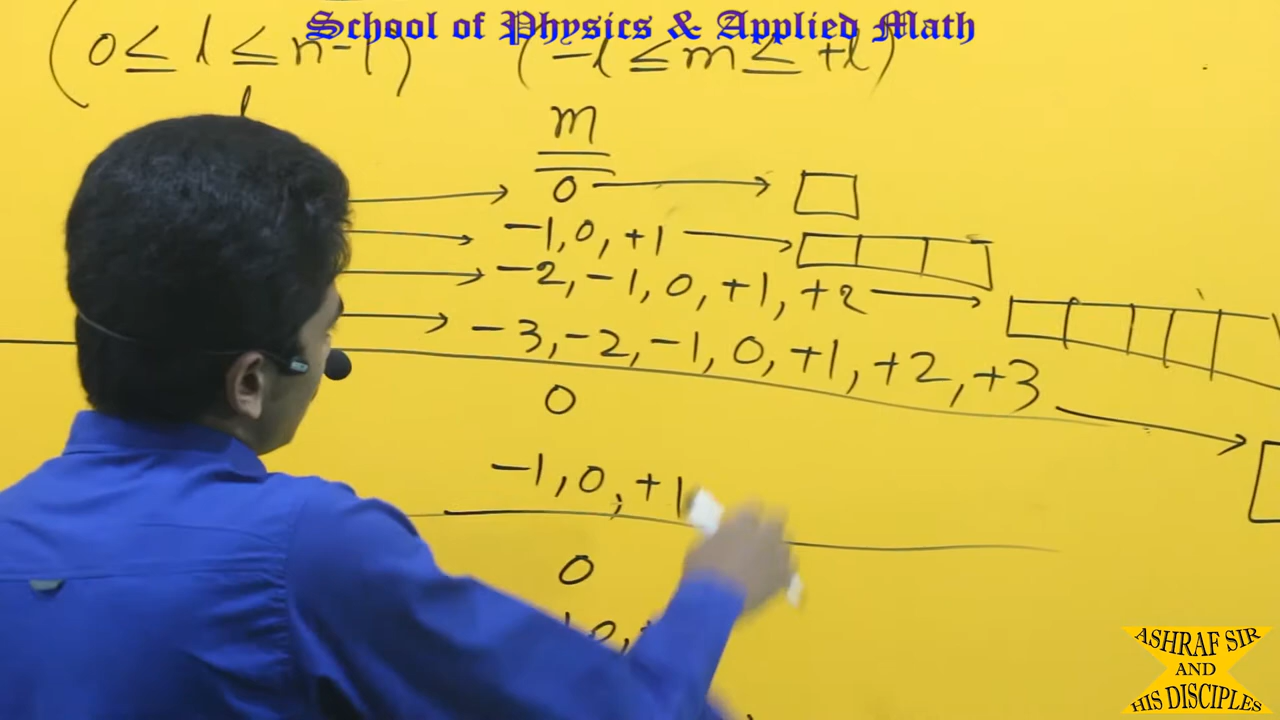 School of Physics & Applied Math
(0 ≤ l ≤ n-1) (-l ≤ m ≤ +l)
m
0
-1, 0, +1
-2, -1, 0, +1, +2
-3, -2, -1, 0, +1, +2, +3
0
-1, 0, +1
0
ASHRAF SIR
AND
HIS DISCIPLES